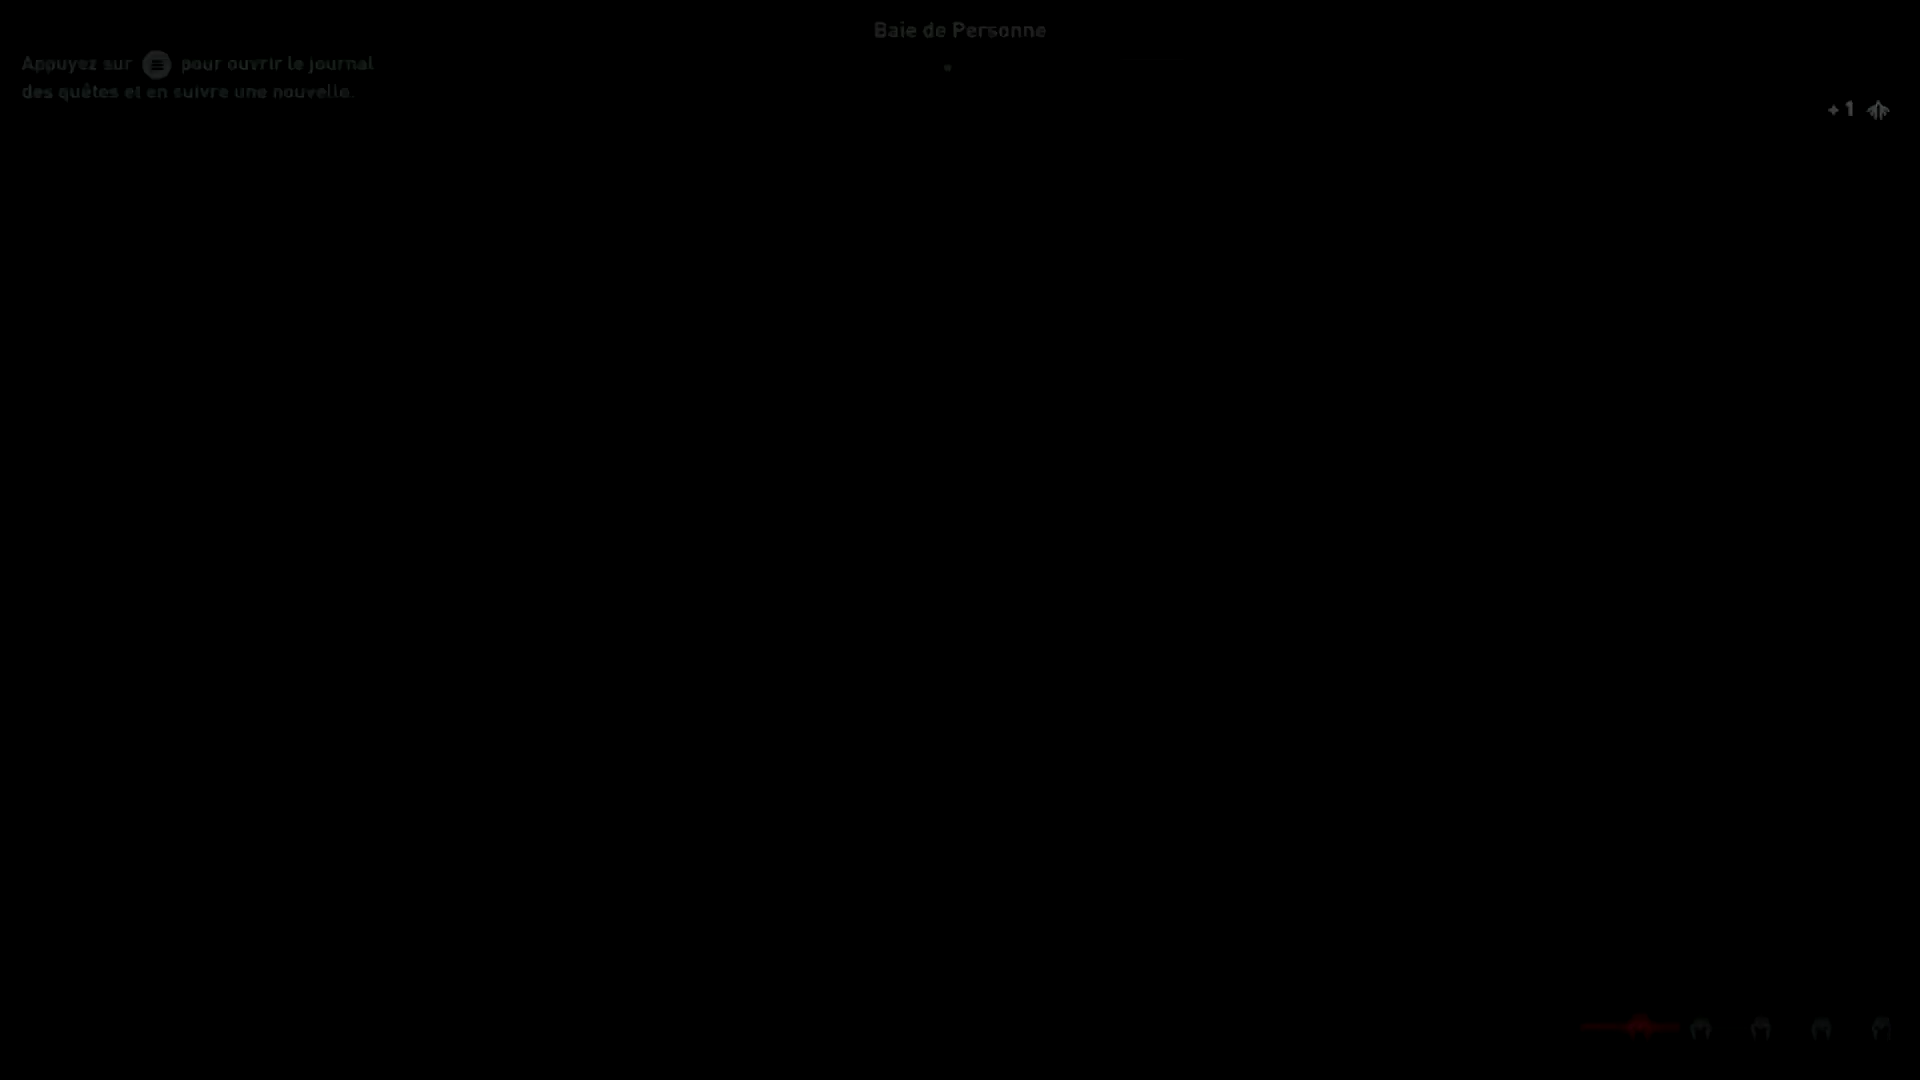 Baie de Personne
Appuyez sur pour ouvrir le journal
des quêtes et en suivre une nouvelle.
+1